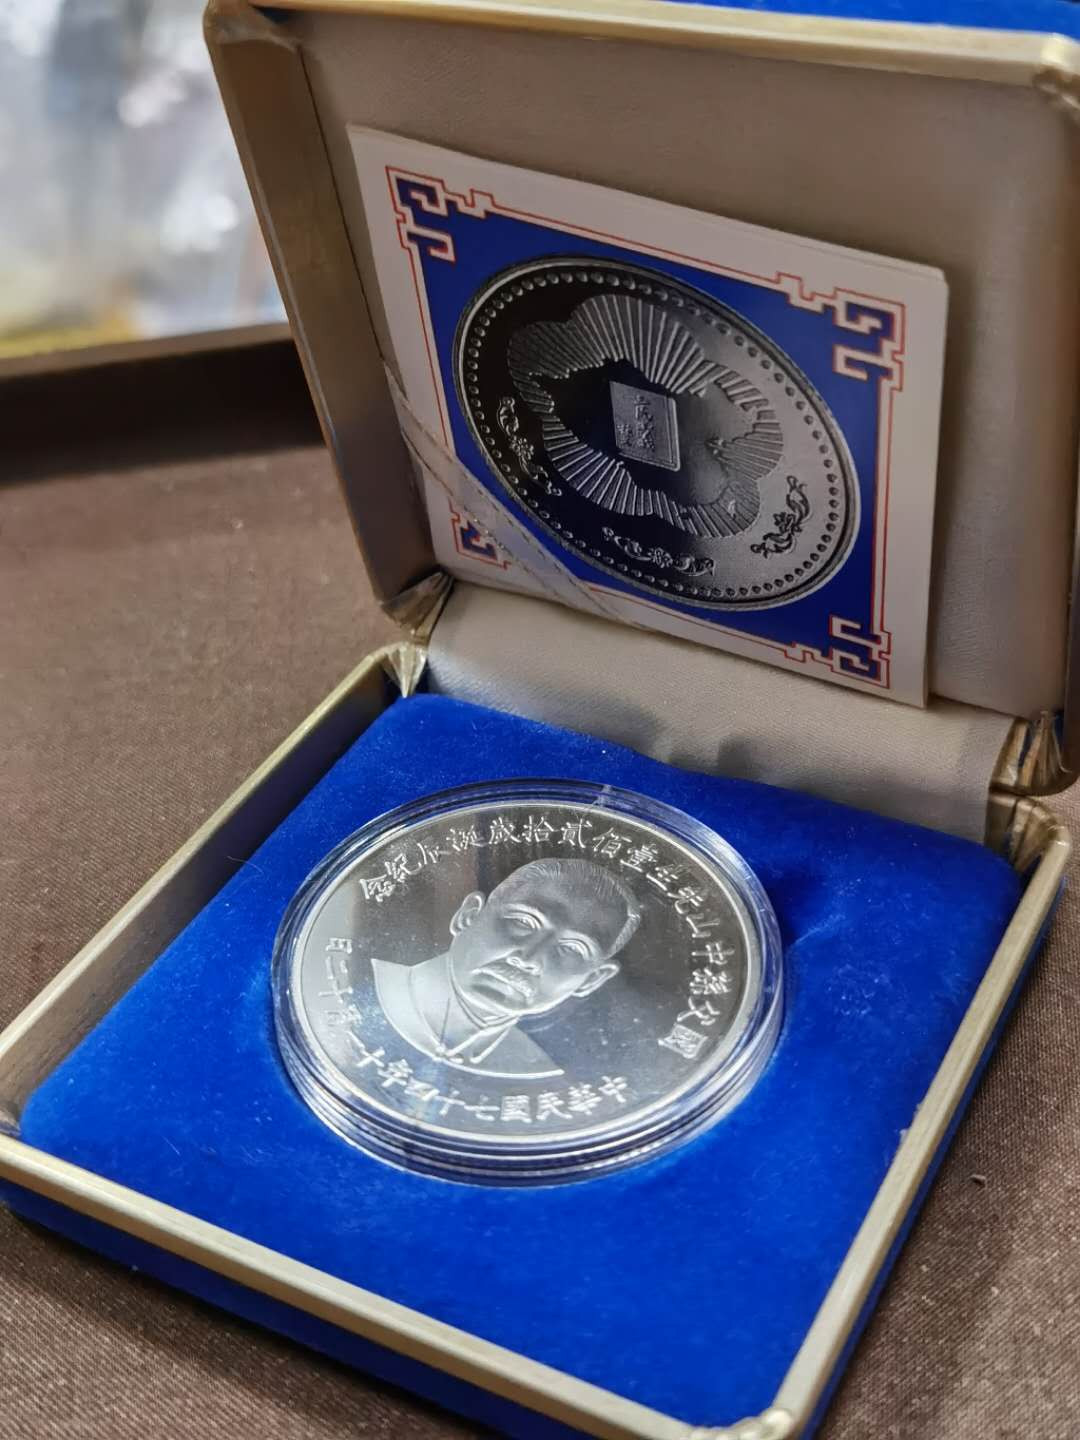 國父孫中山先生壹佰貳拾歲誕辰紀念
中華民國七十四年十一月十二日